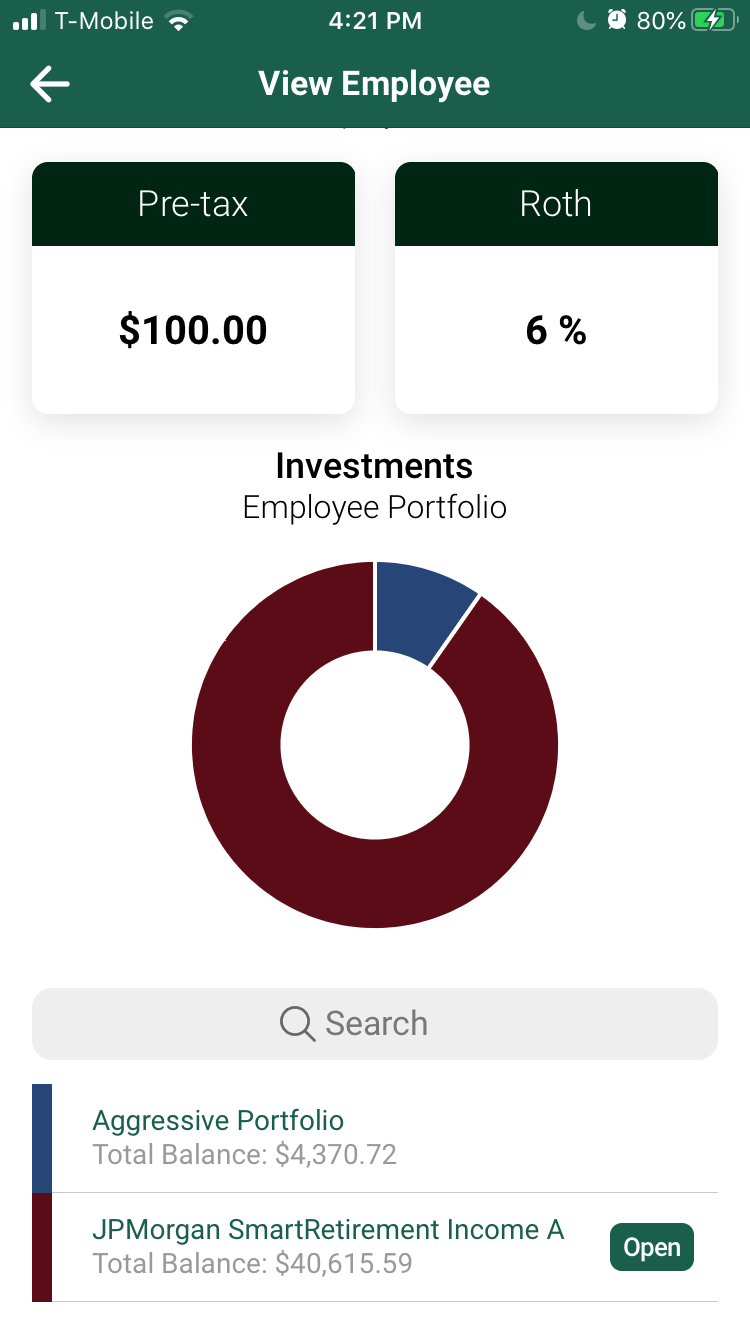 T-Mobile 4:21 PM 80%
View Employee
Pre-tax Roth
$100.00 6 %
Investments
Employee Portfolio
Search
Aggressive Portfolio
Total Balance: $4,370.72
JPMorgan SmartRetirement Income A
Total Balance: $40,615.59
Open